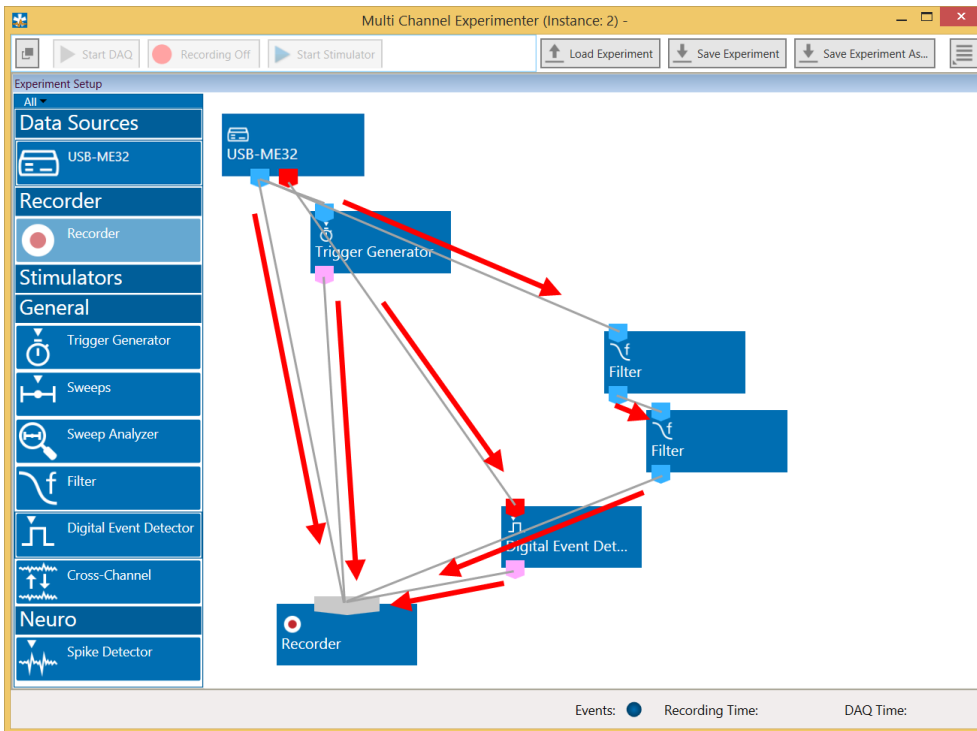 Multi Channel Experimenter (Instance: 2) -
Start DAQ
Recording Off
Start Stimulator
Load Experiment
Save Experiment
Save Experiment As...
Experiment Setup
All
Data Sources
USB-ME32
Recorder
Recorder
Stimulators
General
Trigger Generator
Sweeps
Sweep Analyzer
Filter
Digital Event Detector
Cross-Channel
Neuro
Spike Detector
USB-ME32
Trigger Generator
Filter
Filter
Digital Event Det...
Recorder
Events:
Recording Time:
DAQ Time: